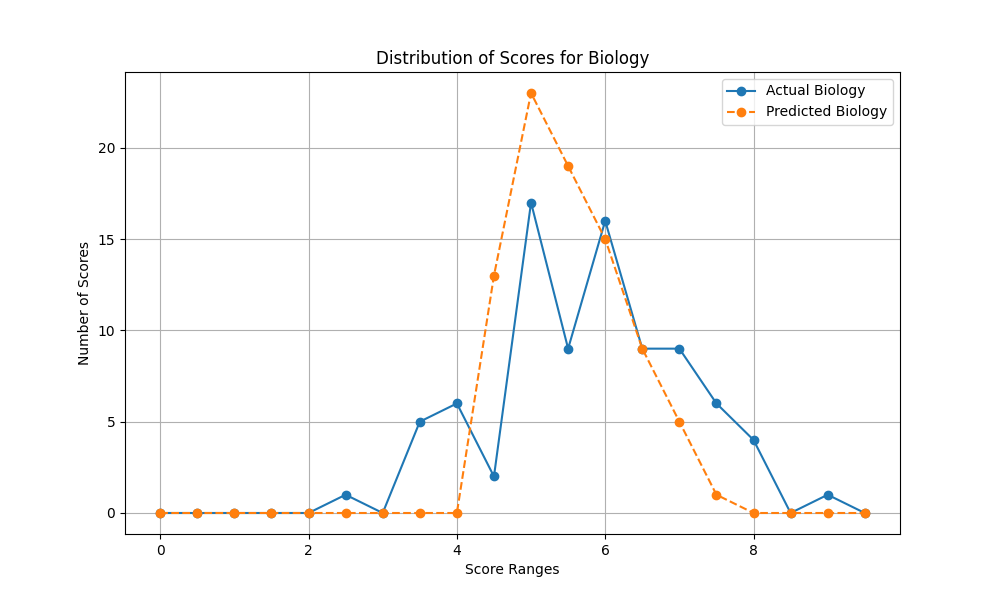 Distribution of Scores for Biology
Actual Biology
Predicted Biology
Number of Scores
20
15
10
5
0
0 2 4 6 8
Score Ranges